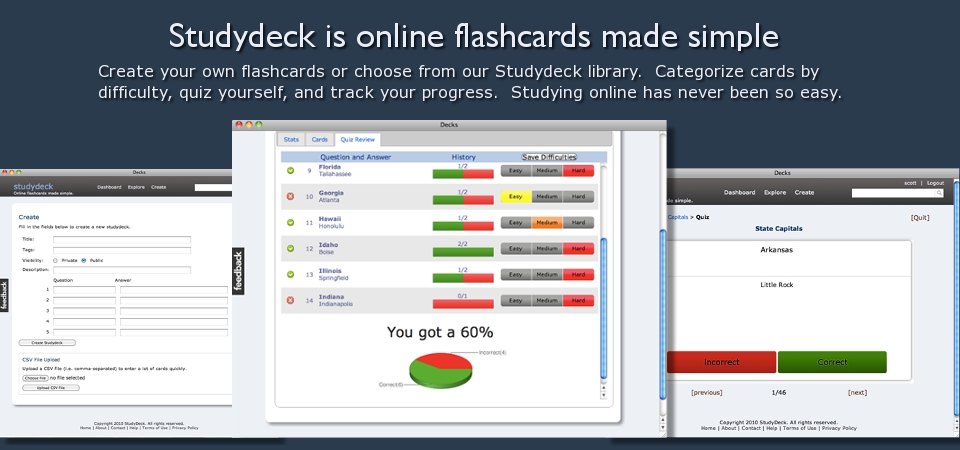 Studydeck is online flashcards made simple
Create your own flashcards or choose from our Studydeck library. Categorize cards by
difficulty, quiz yourself, and track your progress. Studying online has never been so easy.
Decks
studydeck
Online flashcards made simple.
Dashboard Explore Create
Create
Fill in the fields below to create a new studydeck.
Title:
Tags:
Visibility: Private Public
Description:
Question Answer
1
2
3
4
5
Create Studydeck
CSV File Upload
Upload a CSV file (i.e. comma-separated) to enter a lot of cards quickly.
Choose File no file selected
Upload CSV File
feedback
Copyright 2010 StudyDeck. All rights reserved.
Home | About | Contact | Help | Terms of Use | Privacy Policy
Decks
Stats Cards Quiz Review
Question and Answer History Save Difficulties
9 Florida 1/2 Easy Medium Hard
Tallahassee
10 Georgia 1/2 Easy Medium Hard
Atlanta
11 Hawaii 1/2 Easy Medium Hard
Honolulu
12 Idaho 2/2 Easy Medium Hard
Boise
13 Illinois 1/2 Easy Medium Hard
Springfield
14 Indiana 0/1 Easy Medium Hard
Indianapolis
You got a 60%
Incorrect(4)
Correct(6)
feedback
Decks
scott | Logout
Dashboard Explore Create
de simple.
Capitals > Quiz [Quit]
State Capitals
Arkansas
Little Rock
Incorrect Correct
[previous] 1/46 [next]
Copyright 2010 StudyDeck. All rights reserved.
Home | About | Contact | Help | Terms of Use | Privacy Policy